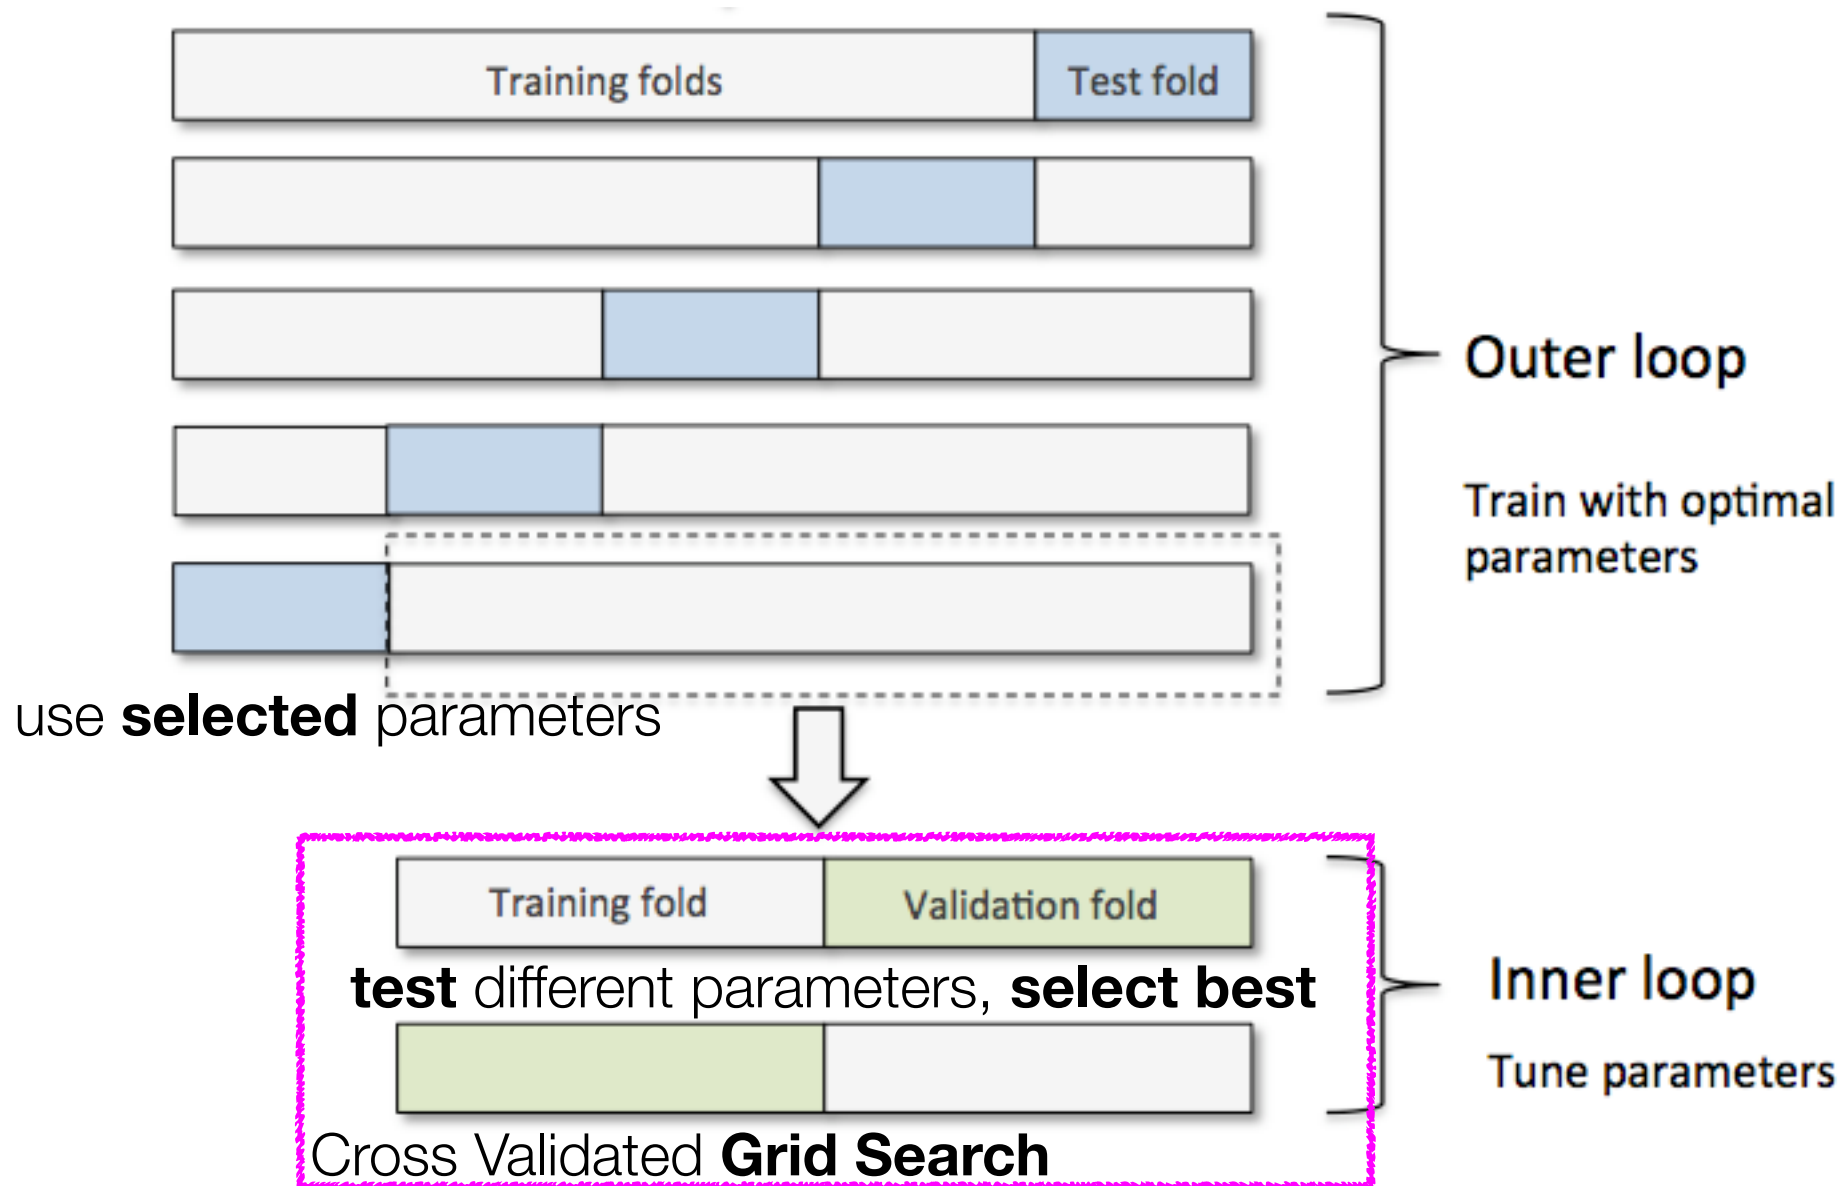 Training folds
Test fold
Outer loop
Train with optimal
parameters
use selected parameters
Training fold
Validation fold
test different parameters, select best
Inner loop
Tune parameters
Cross Validated Grid Search